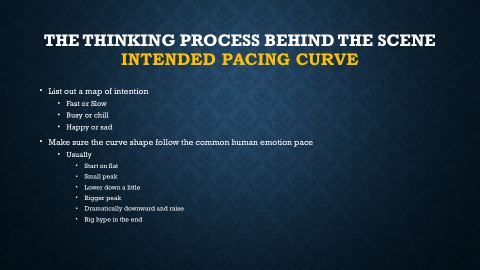 THE THINKING PROCESS BEHIND THE SCENE
INTENDED PACING CURVE
• List out a map of intention
• Fast or Slow
• Busy or chill
• Happy or sad
• Make sure the curve shape follow the common human emotion pace
• Usually
• Start on flat
• Small peak
• Lower down a little
• Bigger peak
• Dramatically downward and raise
• Big hype in the end